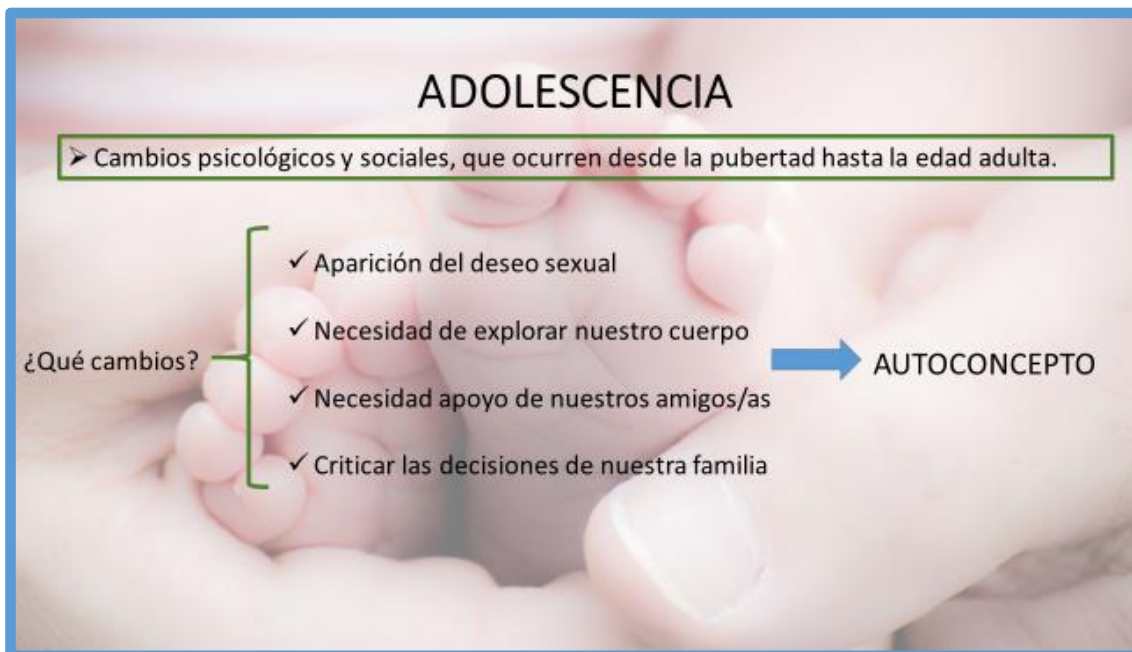 ADOLESCENCIA
➢ Cambios psicológicos y sociales, que ocurren desde la pubertad hasta la edad adulta.
¿Qué cambios?
✓ Aparición del deseo sexual
✓ Necesidad de explorar nuestro cuerpo
✓ Necesidad apoyo de nuestros amigos/as
✓ Criticar las decisiones de nuestra familia
AUTOCONCEPTO